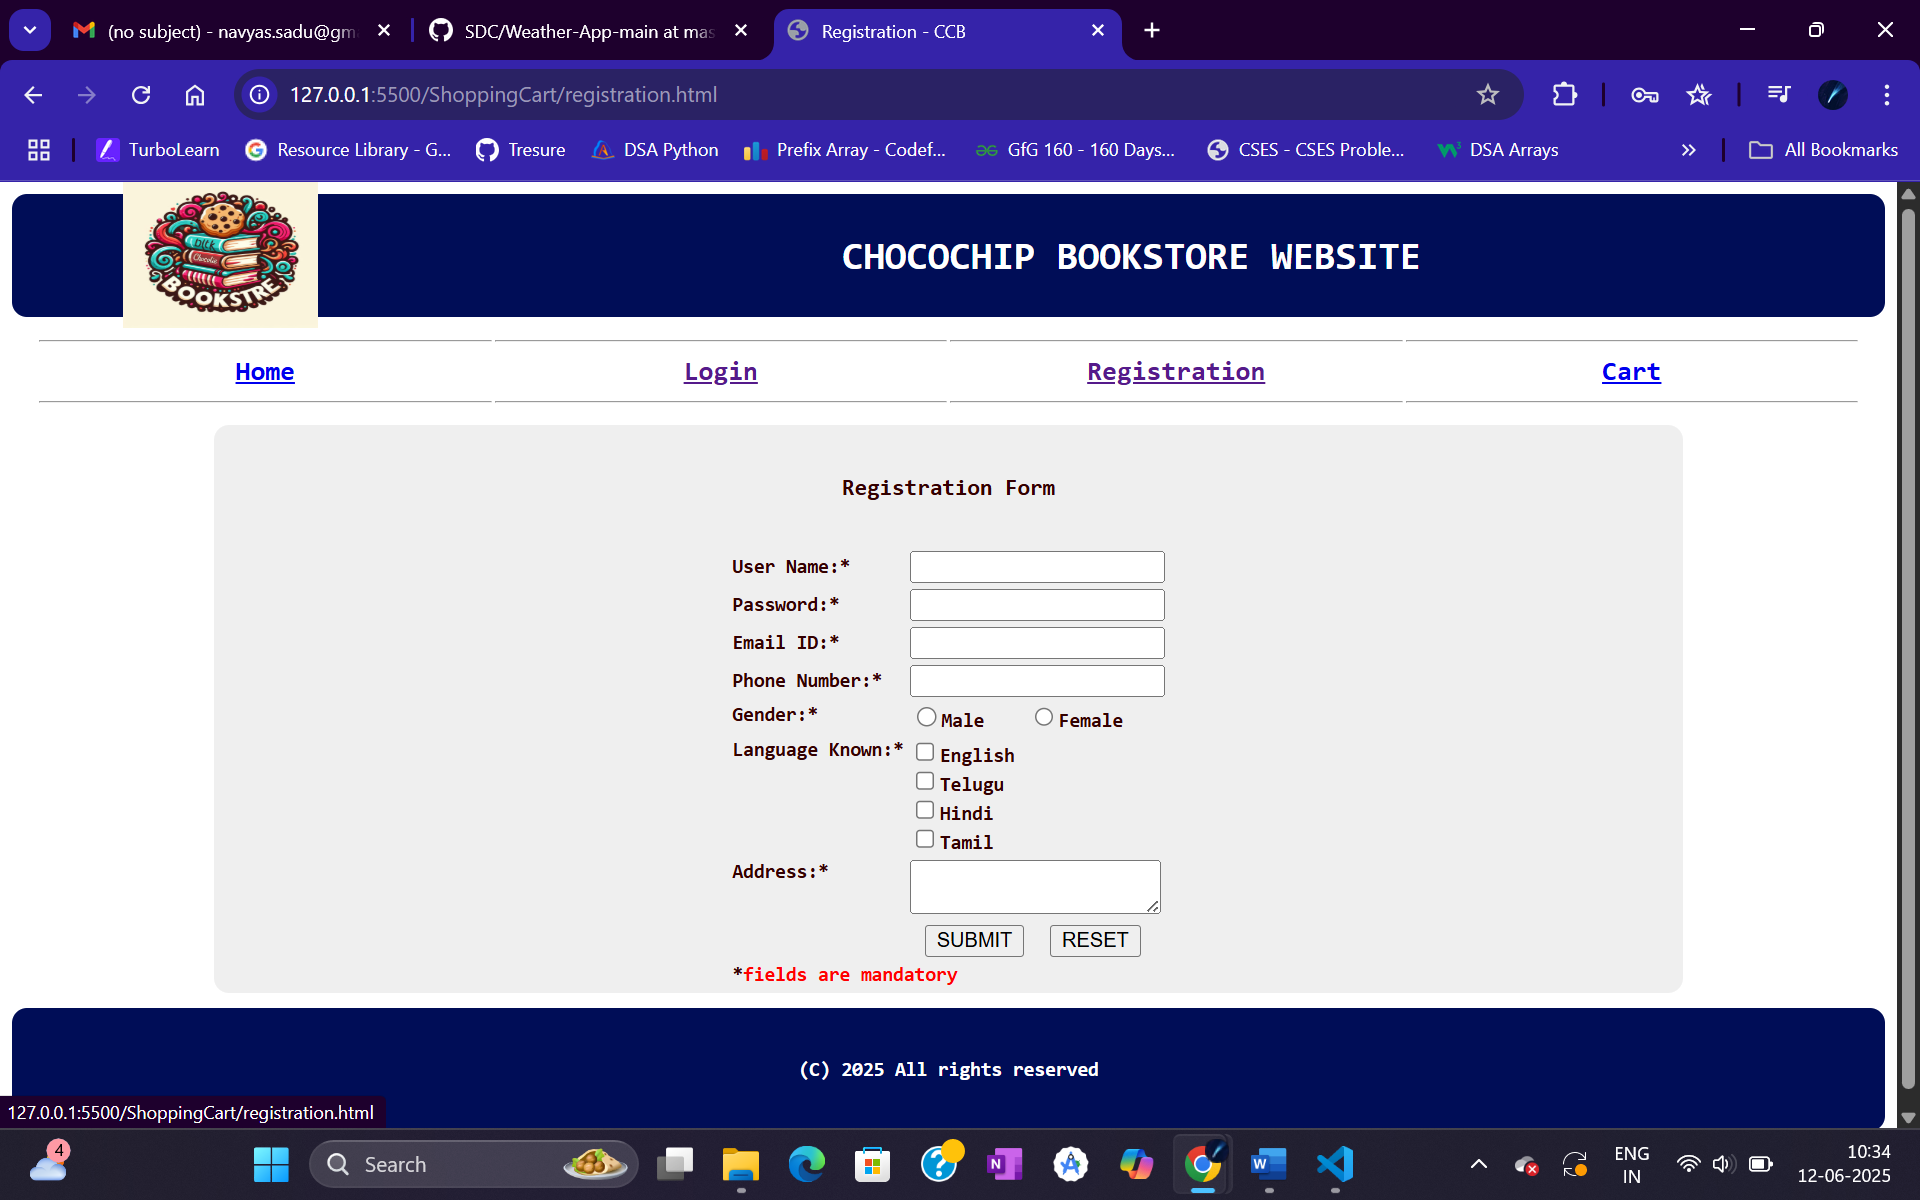 (no subject) - navyas.sadu@gm
SDC/Weather-App-main at mas
Registration - CCB
127.0.0.1:5500/ShoppingCart/registration.html
TurboLearn
Resource Library - G...
Tresure
DSA Python
Prefix Array - Codef...
GfG 160 - 160 Days...
CSES - CSES Proble...
DSA Arrays
All Bookmarks
BOOKSTRE
CHOCOCHIP BOOKSTORE WEBSITE
Home
Login
Registration
Cart
Registration Form
User Name:*
Password:*
Email ID:*
Phone Number:*
Gender:*
Male
Female
Language Known:*
English
Telugu
Hindi
Tamil
Address:*
SUBMIT
RESET
*fields are mandatory
(C) 2025 All rights reserved
127.0.0.1:5500/ShoppingCart/registration.html
4
Search
ENG
IN
10:34
12-06-2025